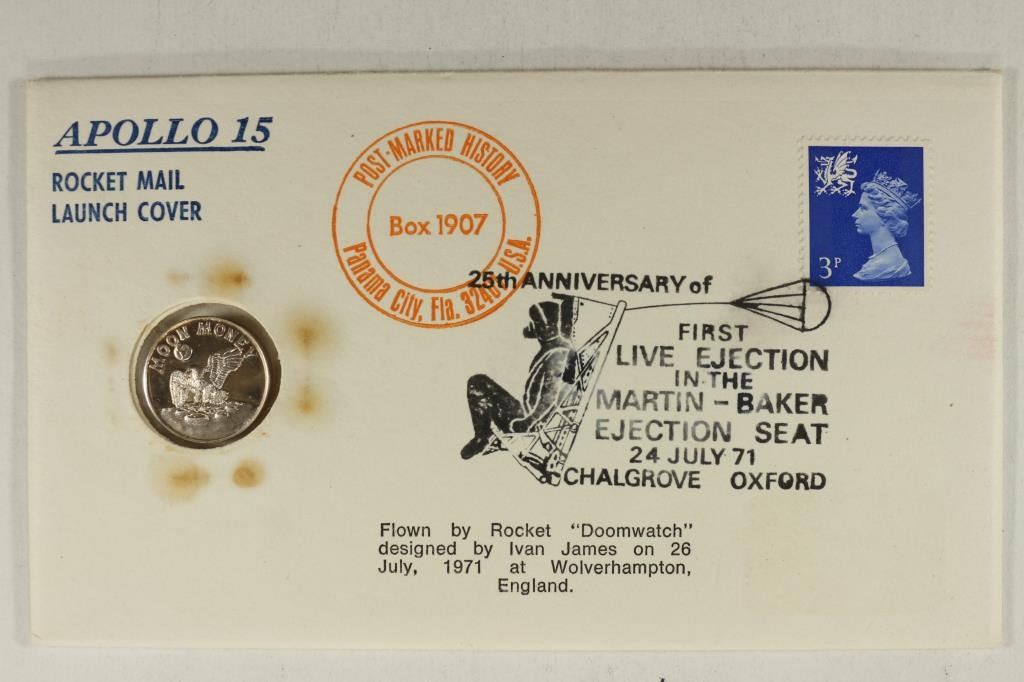 APOLLO 15
ROCKET MAIL
LAUNCH COVER
POST-MARKED HISTORY
Box 1907
Panama City, Fla. U.S.A.
MOON MONEY
3P
25th ANNIVERSARY of
FIRST
LIVE EJECTION
IN THE
MARTIN - BAKER
EJECTION SEAT
24 JULY 71
CHALGROVE OXFORD
Flown by Rocket "Doomwatch"
designed by Ivan James on 26
July, 1971 at Wolverhampton,
England.